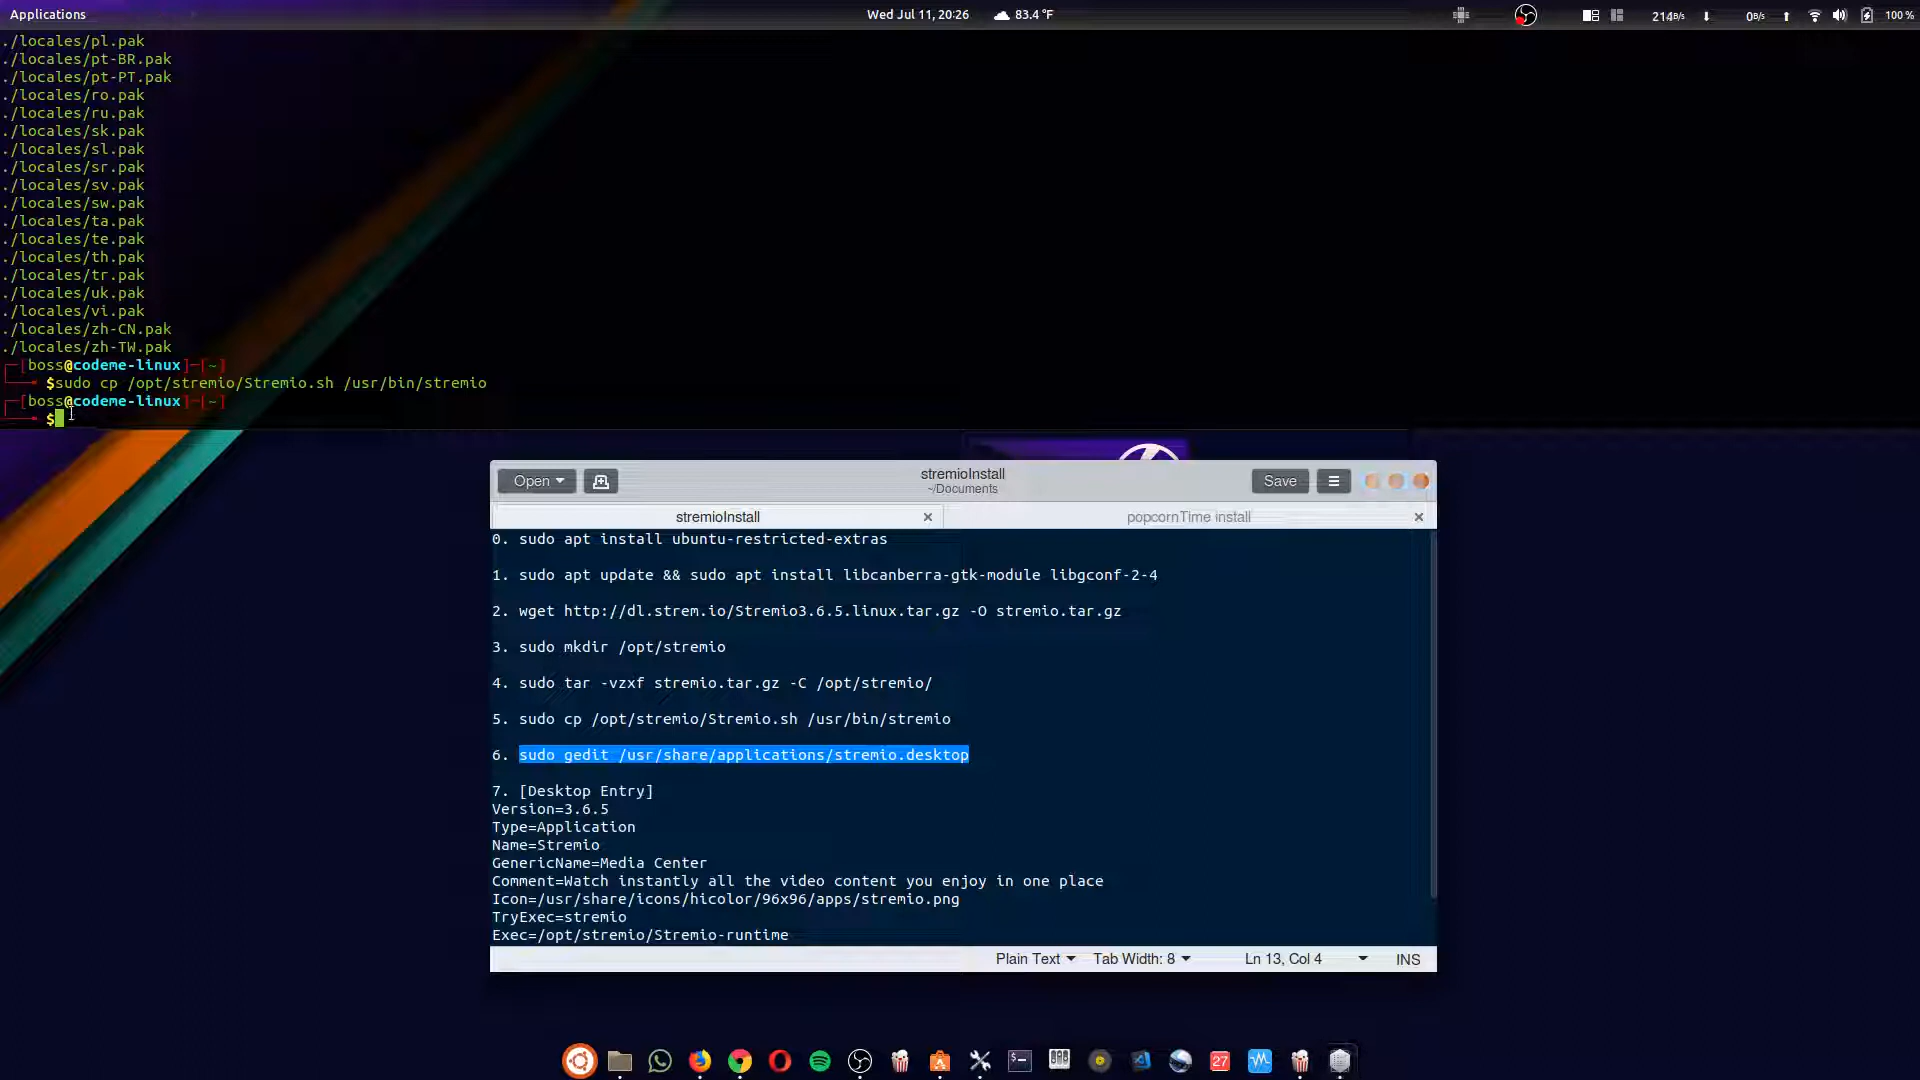 Applications
Wed Jul 11, 20:26
83.4 °F
214B/s
0B/s
100 %
./locales/pl.pak
./locales/pt-BR.pak
./locales/pt-PT.pak
./locales/ro.pak
./locales/ru.pak
./locales/sk.pak
./locales/sl.pak
./locales/sr.pak
./locales/sv.pak
./locales/sw.pak
./locales/ta.pak
./locales/te.pak
./locales/th.pak
./locales/tr.pak
./locales/uk.pak
./locales/vi.pak
./locales/zh-CN.pak
./locales/zh-TW.pak
[boss@codeme-linux]─[~]
$sudo cp /opt/stremio/Stremio.sh /usr/bin/stremio
[boss@codeme-linux]─[~]
$
Open
stremioInstall
~/Documents
Save
stremioInstall
popcornTime install
0. sudo apt install ubuntu-restricted-extras
1. sudo apt update && sudo apt install libcanberra-gtk-module libgconf-2-4
2. wget http://dl.strem.io/Stremio3.6.5.linux.tar.gz -O stremio.tar.gz
3. sudo mkdir /opt/stremio
4. sudo tar -vzxf stremio.tar.gz -C /opt/stremio/
5. sudo cp /opt/stremio/Stremio.sh /usr/bin/stremio
6. sudo gedit /usr/share/applications/stremio.desktop
7. [Desktop Entry]
Version=3.6.5
Type=Application
Name=Stremio
GenericName=Media Center
Comment=Watch instantly all the video content you enjoy in one place
Icon=/usr/share/icons/hicolor/96x96/apps/stremio.png
TryExec=stremio
Exec=/opt/stremio/Stremio-runtime
Plain Text
Tab Width: 8
Ln 13, Col 4
INS
27